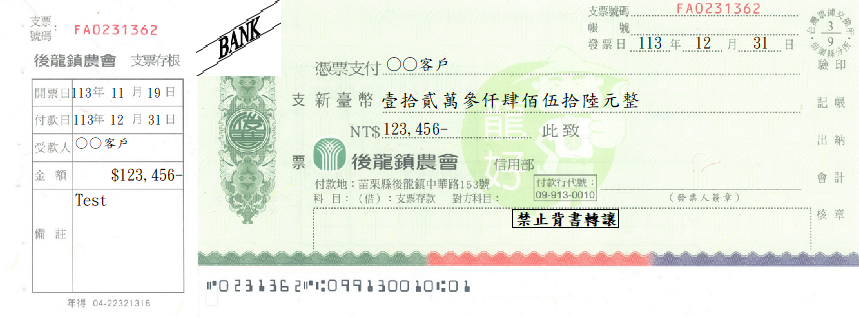 支票號碼: FA0231362
後龍鎮農會 支票存根
開票日 113年 11 月 19 日
付款日 113年 12 月 31 日
受款人 〇〇客戶
金額 $123,456-
Test
備註
年得 04-22321318
BANK
支票號碼 FA0231362
帳號
發票日 113 年 12 月 31 日
憑票支付 〇〇客戶
支票
新臺幣 壹拾貳萬參仟肆佰伍拾陸元整
NT$ 123,456- 此致
後龍鎮農會 信用部
付款地：苗栗縣後龍鎮中華路153號
科目：（借）：支票存款 對方科目：
付款行代號：
09-913-0010
(發票人簽章)
禁止背書轉讓
3
9
驗印
記帳
出納
會計
核章
⑈0231362⑈⑆099130010⑆01